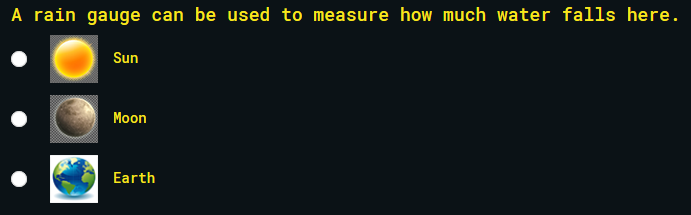 A rain gauge can be used to measure how much water falls here.
Sun
Moon
Earth